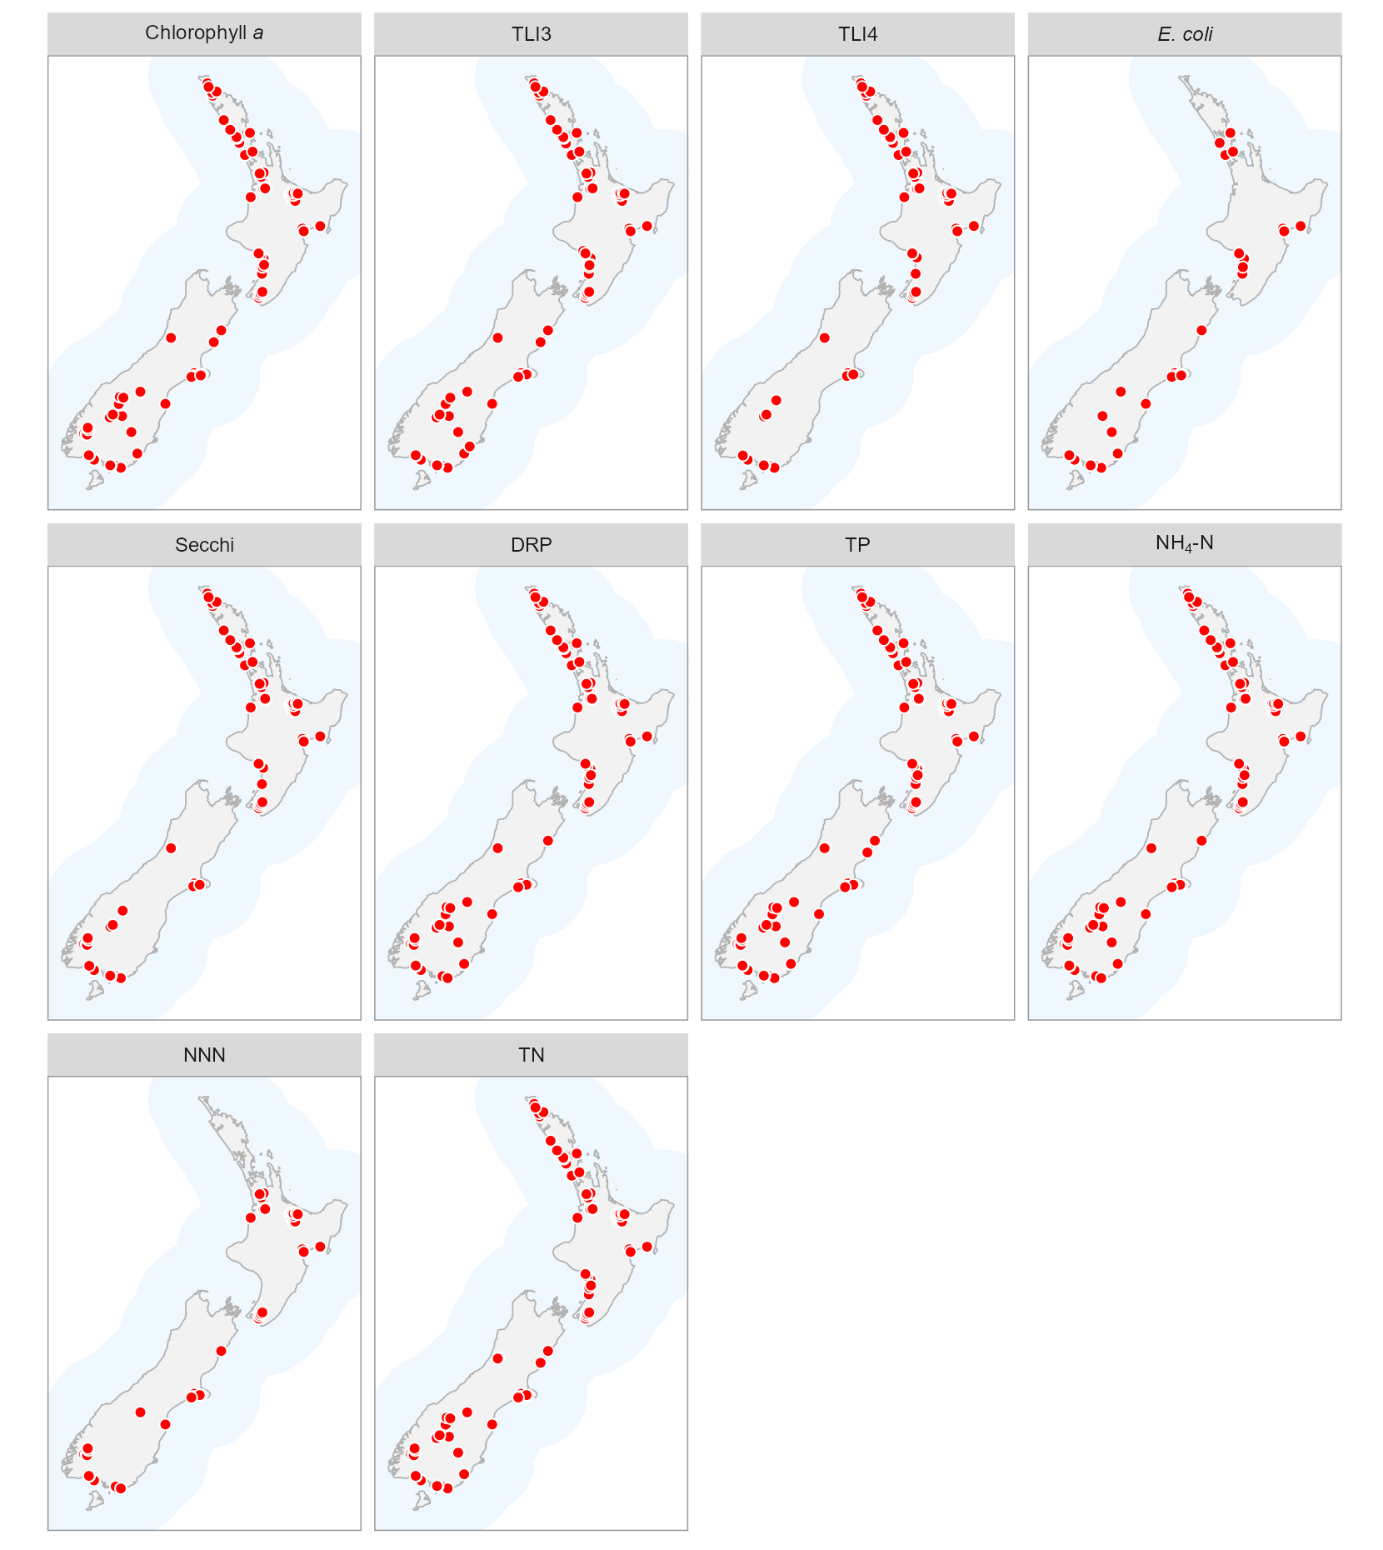 Chlorophyll a
TLI3
TLI4
E. coli
Secchi
DRP
TP
NH₄-N
NNN
TN